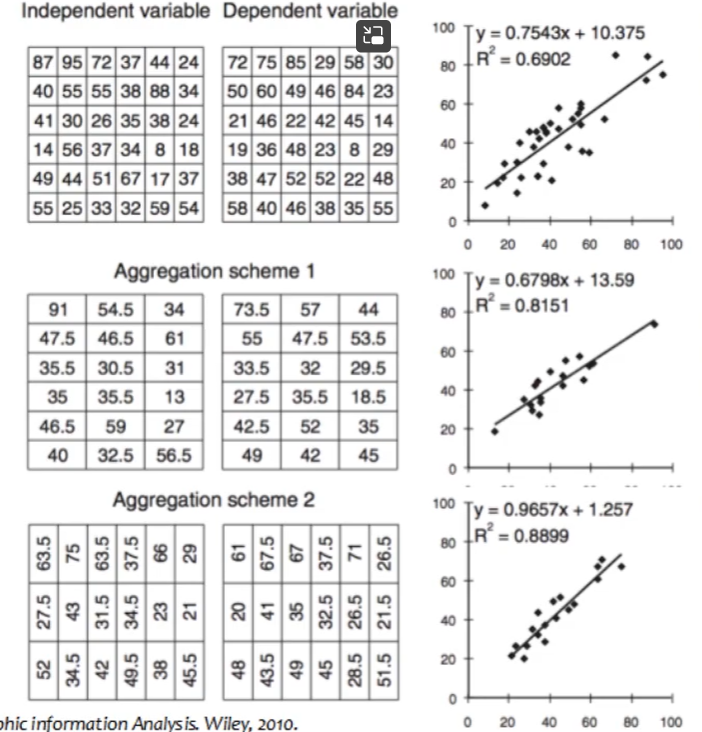 Independent variable Dependent variable
87 95 72 37 44 24
40 55 55 38 88 34
41 30 26 35 38 24
14 56 37 34 8 18
49 44 51 67 17 37
55 25 33 32 59 54
72 75 85 29 58 30
50 60 49 46 84 23
21 46 22 42 45 14
19 36 48 23 8 29
38 47 52 52 22 48
58 40 46 38 35 55
y = 0.7543x + 10.375
R² = 0.6902
100
80
60
40
20
0
0 20 40 60 80 100
Aggregation scheme 1
91 54.5 34
47.5 46.5 61
35.5 30.5 31
35 35.5 13
46.5 59 27
40 32.5 56.5
73.5 57 44
55 47.5 53.5
33.5 32 29.5
27.5 35.5 18.5
42.5 52 35
49 42 45
y = 0.6798x + 13.59
R² = 0.8151
100
80
60
40
20
0
Aggregation scheme 2
63.5 75 63.5 37.5 66 29
27.5 43 31.5 34.5 23 21
52 34.5 42 49.5 38 45.5
61 67.5 67 37.5 71 26.5
20 41 35 32.5 26.5 21.5
48 43.5 49 45 28.5 51.5
y = 0.9657x + 1.257
R² = 0.8899
100
80
60
40
20
0
0 20 40 60 80 100
phic information Analysis. Wiley, 2010.